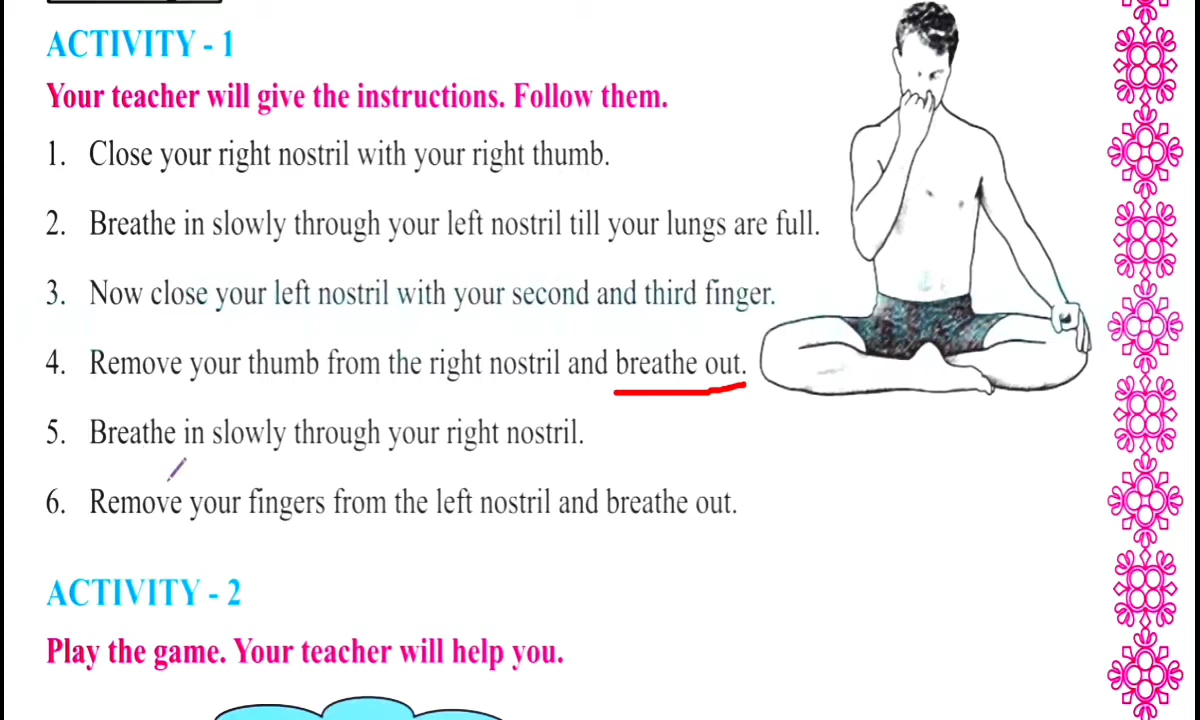 ACTIVITY - 1
Your teacher will give the instructions. Follow them.
1. Close your right nostril with your right thumb.
2. Breathe in slowly through your left nostril till your lungs are full.
3. Now close your left nostril with your second and third finger.
4. Remove your thumb from the right nostril and breathe out.
5. Breathe in slowly through your right nostril.
6. Remove your fingers from the left nostril and breathe out.
ACTIVITY - 2
Play the game. Your teacher will help you.